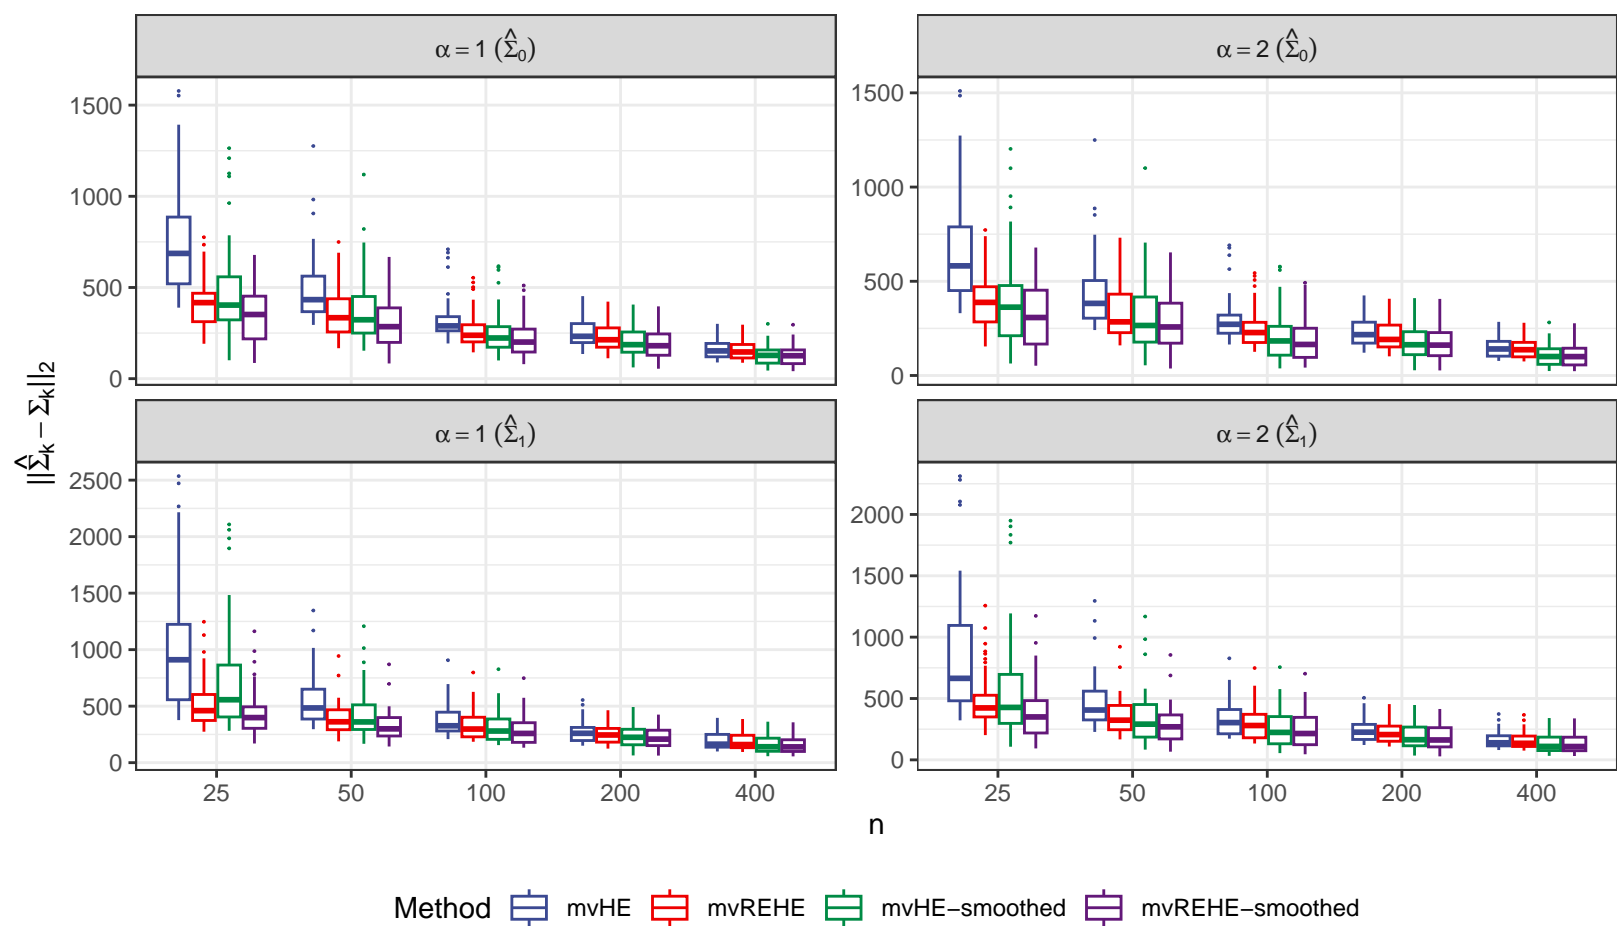 α = 1 (Σ̂₀)
α = 2 (Σ̂₀)
1500
1000
500
0
1500
1000
500
0
||Σ̂ₖ − Σₖ||₂
α = 1 (Σ̂₁)
α = 2 (Σ̂₁)
2500
2000
1500
1000
500
0
2000
1500
1000
500
0
25 50 100 200 400
25 50 100 200 400
n
Method mvHE mvREHE mvHE−smoothed mvREHE−smoothed